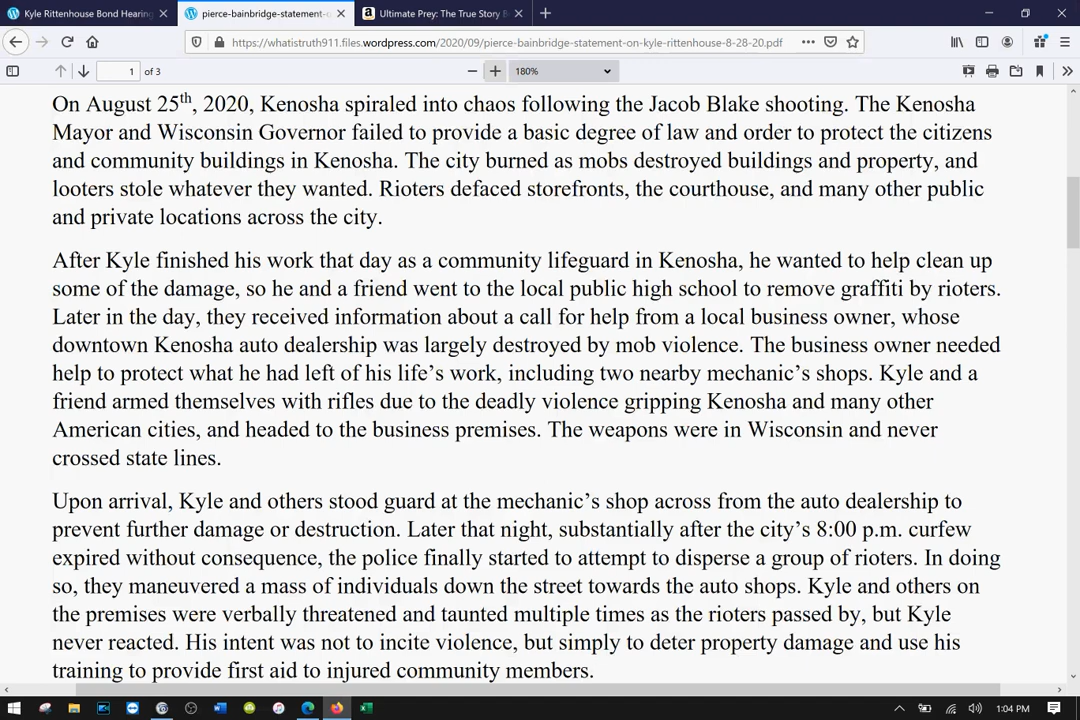 Kyle Rittenhouse Bond Hearing
pierce-bainbridge-statement-o
Ultimate Prey: The True Story B
https://whatistruth911.files.wordpress.com/2020/09/pierce-bainbridge-statement-on-kyle-rittenhouse-8-28-20.pdf
1 of 3
180%
On August 25th, 2020, Kenosha spiraled into chaos following the Jacob Blake shooting. The Kenosha
Mayor and Wisconsin Governor failed to provide a basic degree of law and order to protect the citizens
and community buildings in Kenosha. The city burned as mobs destroyed buildings and property, and
looters stole whatever they wanted. Rioters defaced storefronts, the courthouse, and many other public
and private locations across the city.
After Kyle finished his work that day as a community lifeguard in Kenosha, he wanted to help clean up
some of the damage, so he and a friend went to the local public high school to remove graffiti by rioters.
Later in the day, they received information about a call for help from a local business owner, whose
downtown Kenosha auto dealership was largely destroyed by mob violence. The business owner needed
help to protect what he had left of his life’s work, including two nearby mechanic’s shops. Kyle and a
friend armed themselves with rifles due to the deadly violence gripping Kenosha and many other
American cities, and headed to the business premises. The weapons were in Wisconsin and never
crossed state lines.
Upon arrival, Kyle and others stood guard at the mechanic’s shop across from the auto dealership to
prevent further damage or destruction. Later that night, substantially after the city’s 8:00 p.m. curfew
expired without consequence, the police finally started to attempt to disperse a group of rioters. In doing
so, they maneuvered a mass of individuals down the street towards the auto shops. Kyle and others on
the premises were verbally threatened and taunted multiple times as the rioters passed by, but Kyle
never reacted. His intent was not to incite violence, but simply to deter property damage and use his
training to provide first aid to injured community members.
1:04 PM